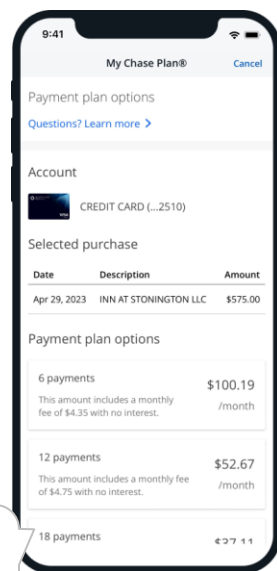 9:41
My Chase Plan® Cancel
Payment plan options
Questions? Learn more >
Account
VISA
CREDIT CARD (...2510)
Selected purchase
Date Description Amount
Apr 29, 2023 INN AT STONINGTON LLC $575.00
Payment plan options
6 payments
$100.19
This amount includes a monthly
/month
fee of $4.35 with no interest.
12 payments
$52.67
This amount includes a monthly fee
/month
of $4.75 with no interest.
18 payments
$37.11